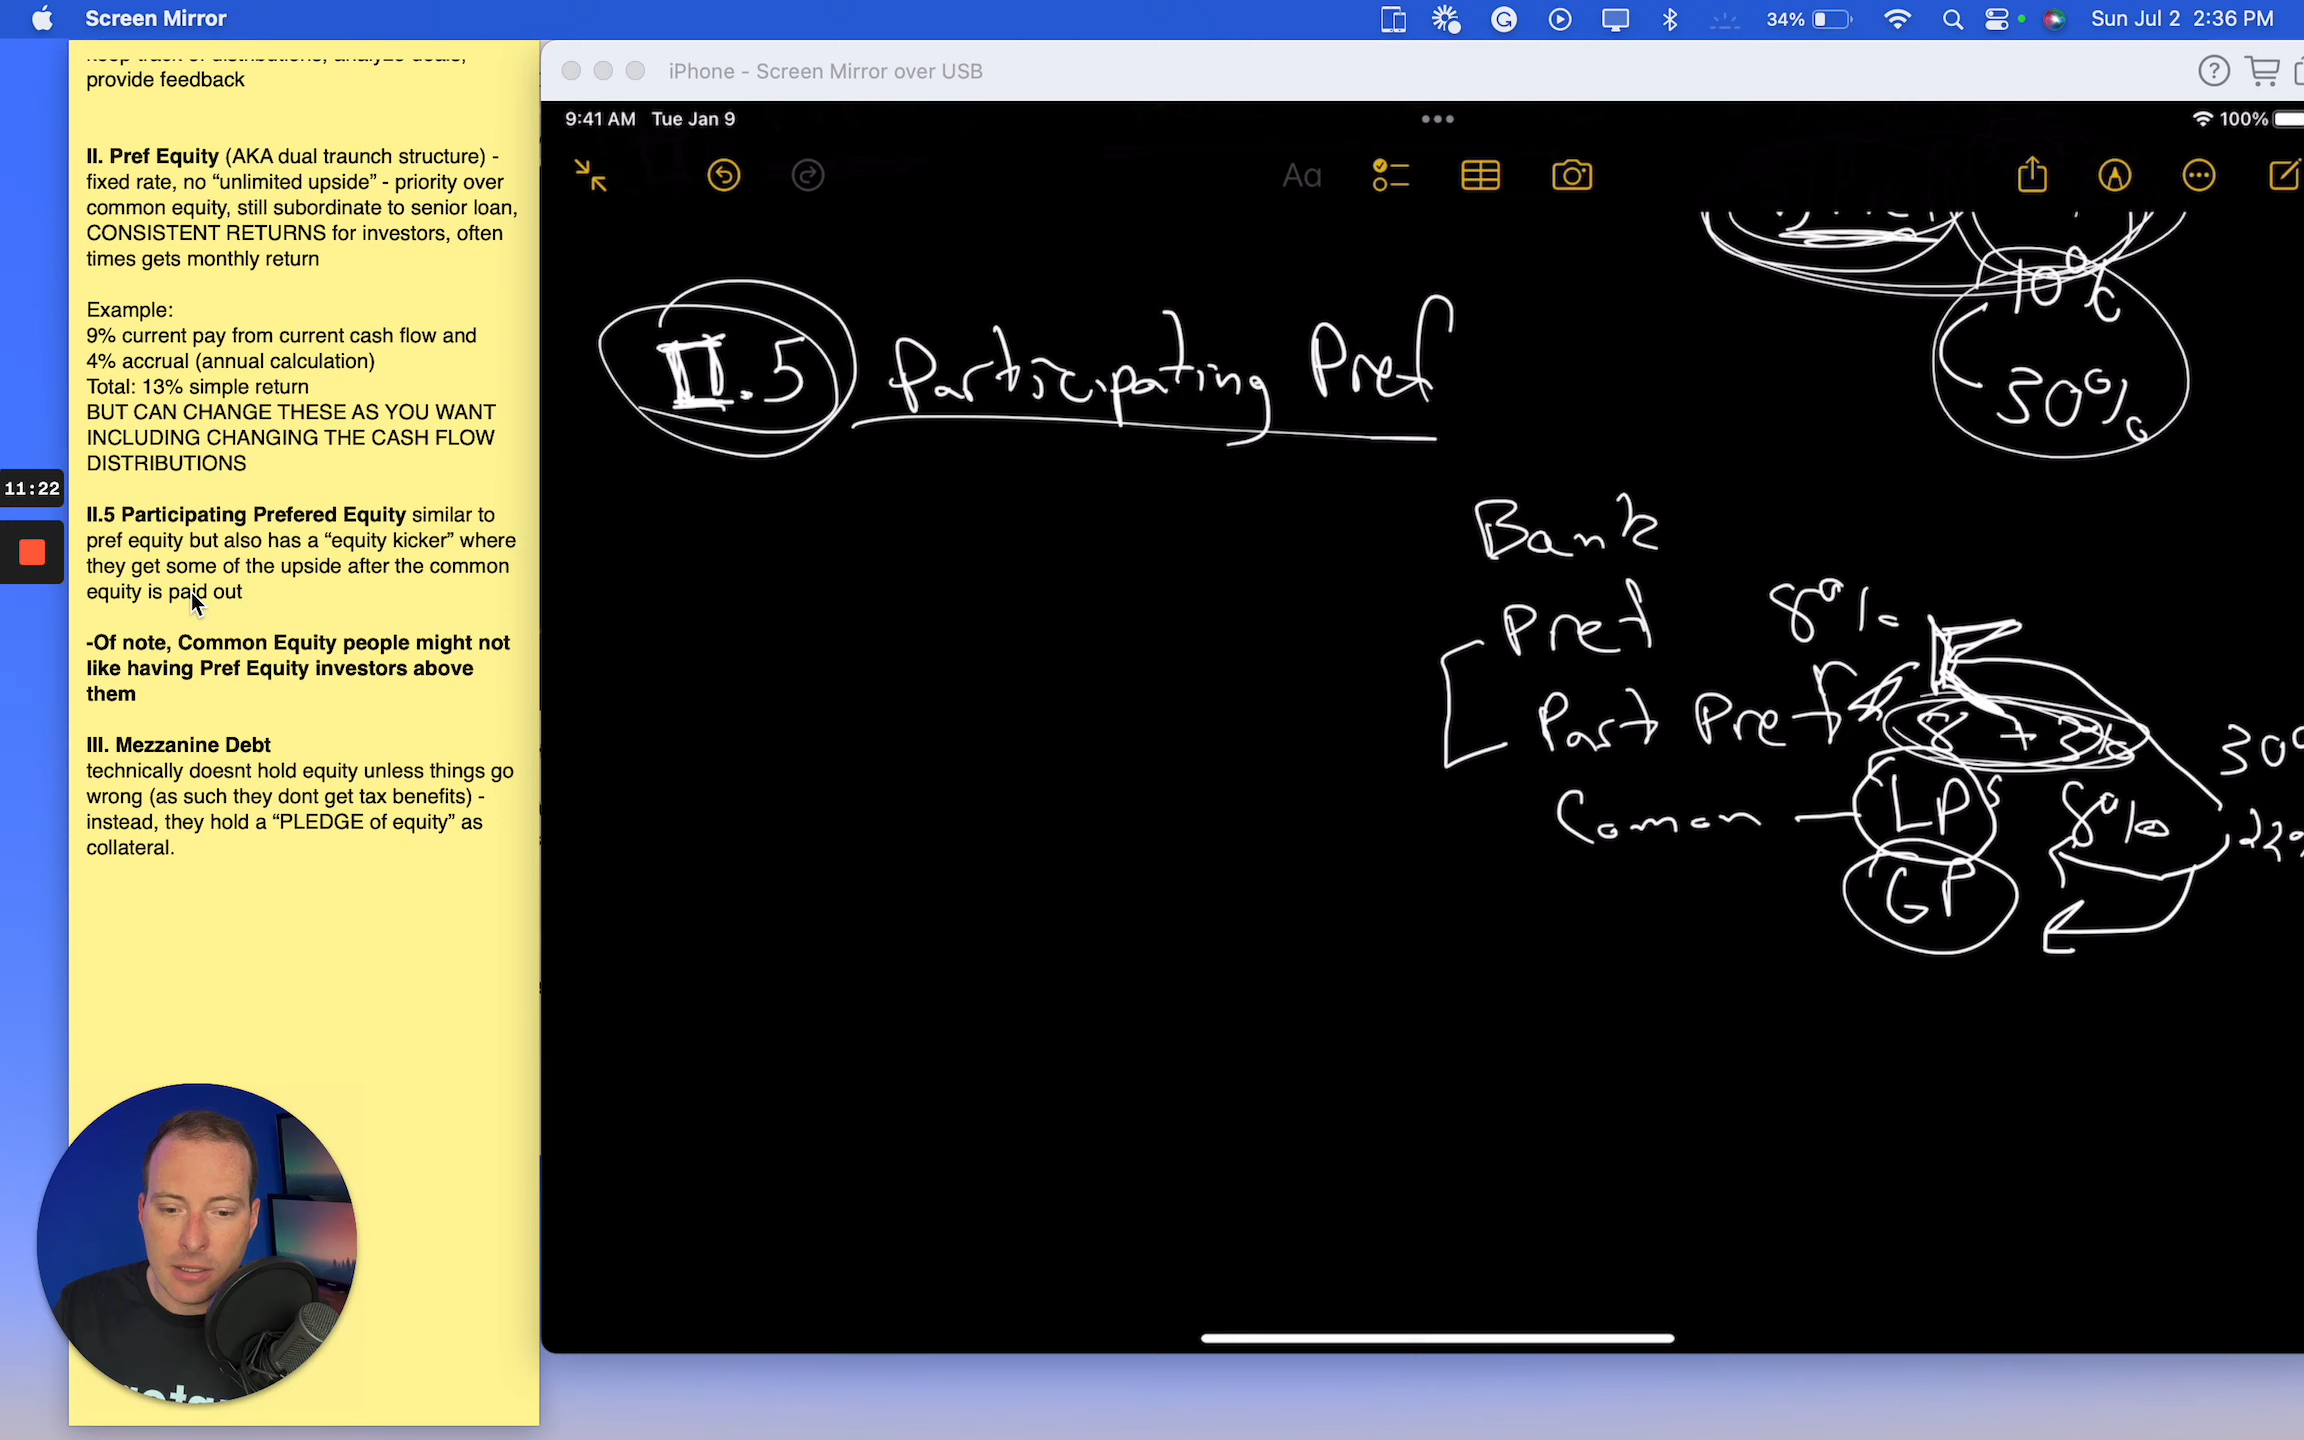 Screen Mirror
34%
Sun Jul 2 2:36 PM
provide feedback
II. Pref Equity (AKA dual traunch structure) -
fixed rate, no “unlimited upside” - priority over
common equity, still subordinate to senior loan,
CONSISTENT RETURNS for investors, often
times gets monthly return
Example:
9% current pay from current cash flow and
4% accrual (annual calculation)
Total: 13% simple return
BUT CAN CHANGE THESE AS YOU WANT
INCLUDING CHANGING THE CASH FLOW
DISTRIBUTIONS
II.5 Participating Prefered Equity similar to
pref equity but also has a “equity kicker” where
they get some of the upside after the common
equity is paid out
-Of note, Common Equity people might not
like having Pref Equity investors above
them
III. Mezzanine Debt
technically doesnt hold equity unless things go
wrong (as such they dont get tax benefits) -
instead, they hold a “PLEDGE of equity” as
collateral.
11:22
iPhone - Screen Mirror over USB
9:41 AM Tue Jan 9
100%
Aa
10%
30%
II.5 Participating Pref
Bank
Pref 8%
Part Pref 8 + 3%
Comon LPs 8%
GP